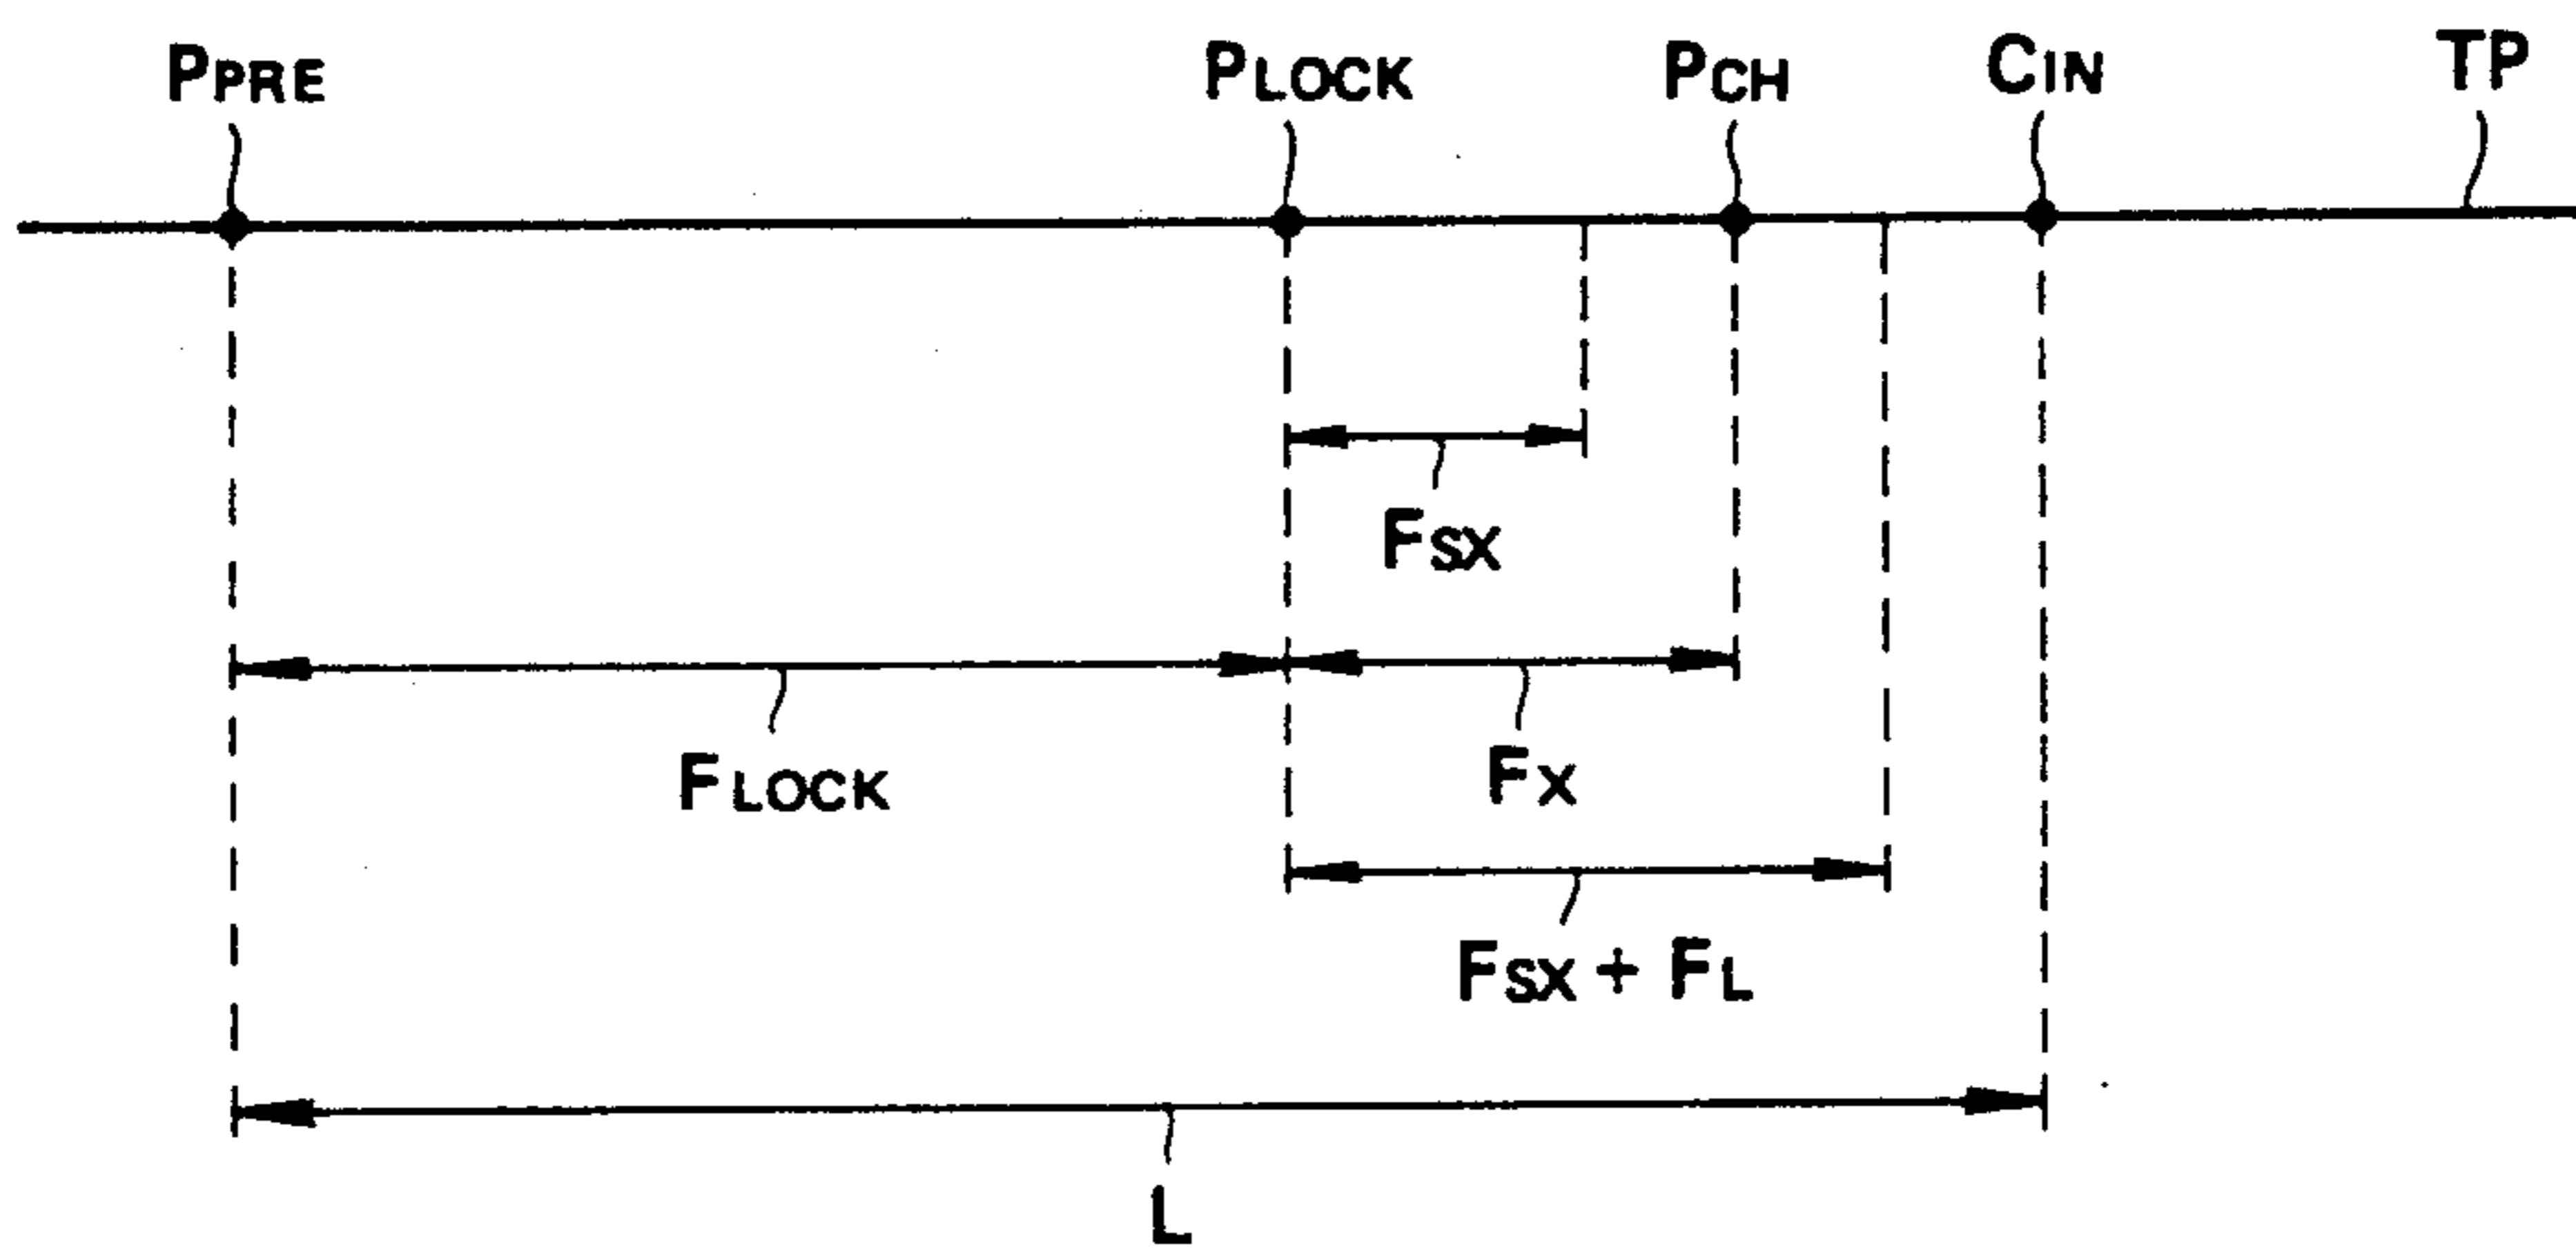 PPRE PLOCK PCH CIN TP
FSX
FLOCK FX
FSX + FL
L